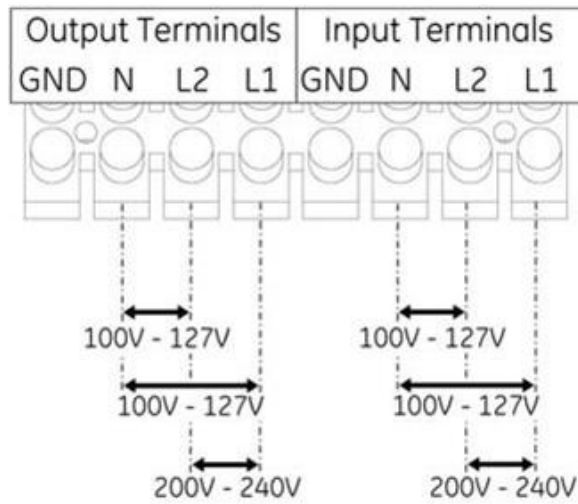 Output Terminals Input Terminals
GND N L2 L1 GND N L2 L1
100V - 127V 100V - 127V
100V - 127V 100V - 127V
200V - 240V 200V - 240V